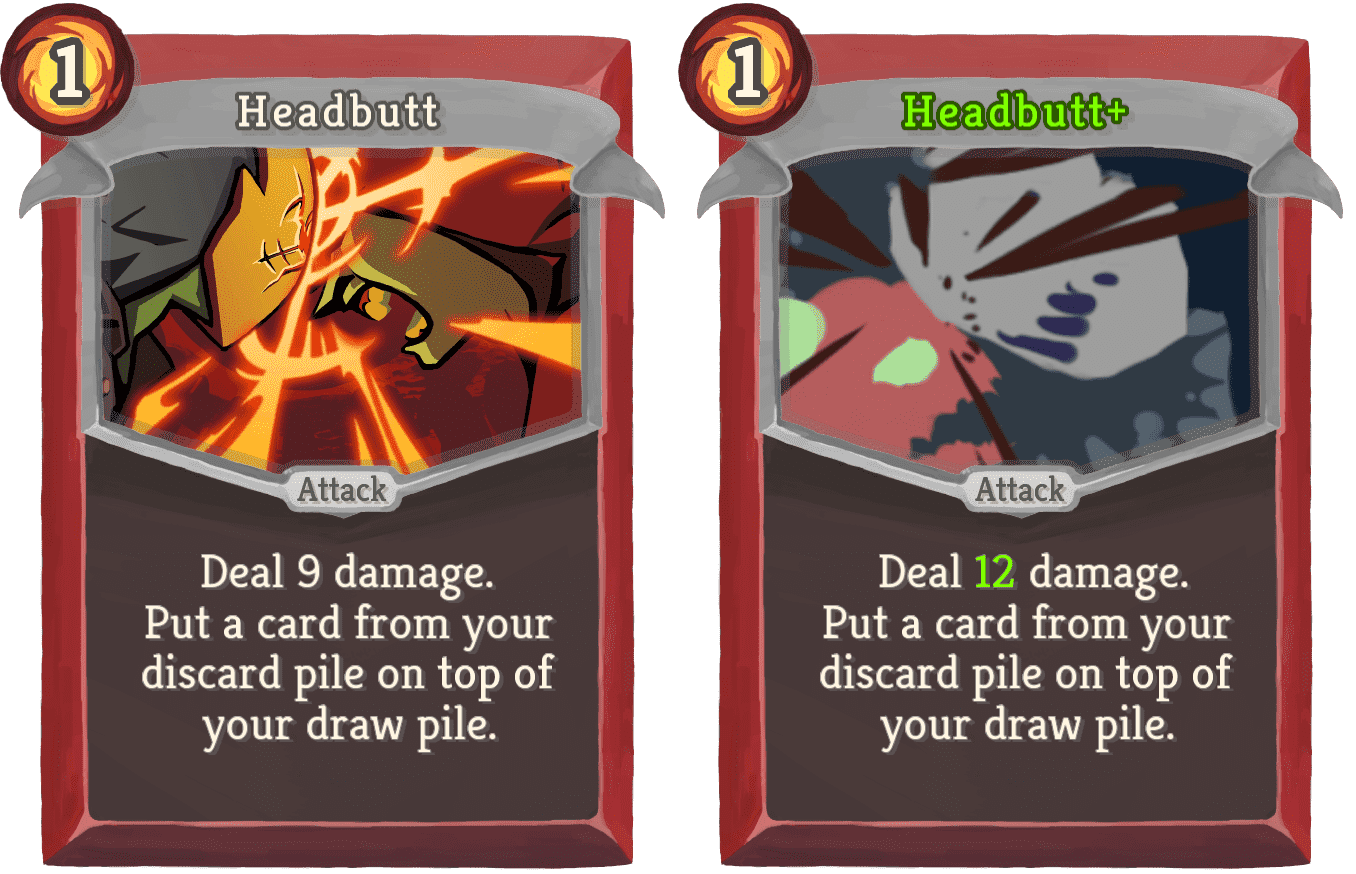 1
Headbutt
Attack
Deal 9 damage.
Put a card from your
discard pile on top of
your draw pile.
1
Headbutt+
Attack
Deal 12 damage.
Put a card from your
discard pile on top of
your draw pile.